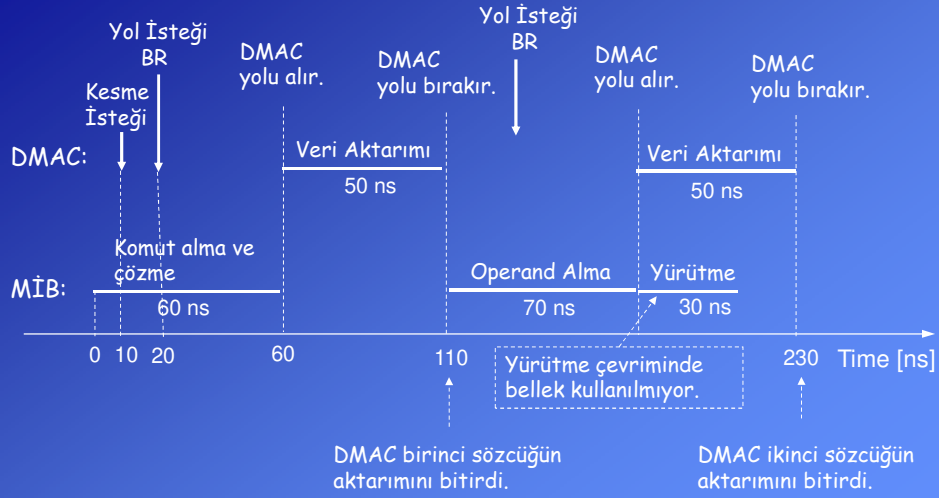 Yol İsteği
BR
Kesme
İsteği
DMAC
yolu alır.
DMAC
yolu bırakır.
Yol İsteği
BR
DMAC
yolu alır.
DMAC
yolu bırakır.
DMAC:
Veri Aktarımı
50 ns
Veri Aktarımı
50 ns
MİB:
Komut alma ve
çözme
60 ns
Operand Alma
70 ns
Yürütme
30 ns
0 10 20 60 110 230 Time [ns]
Yürütme çevriminde
bellek kullanılmıyor.
DMAC birinci sözcüğün
aktarımını bitirdi.
DMAC ikinci sözcüğün
aktarımını bitirdi.